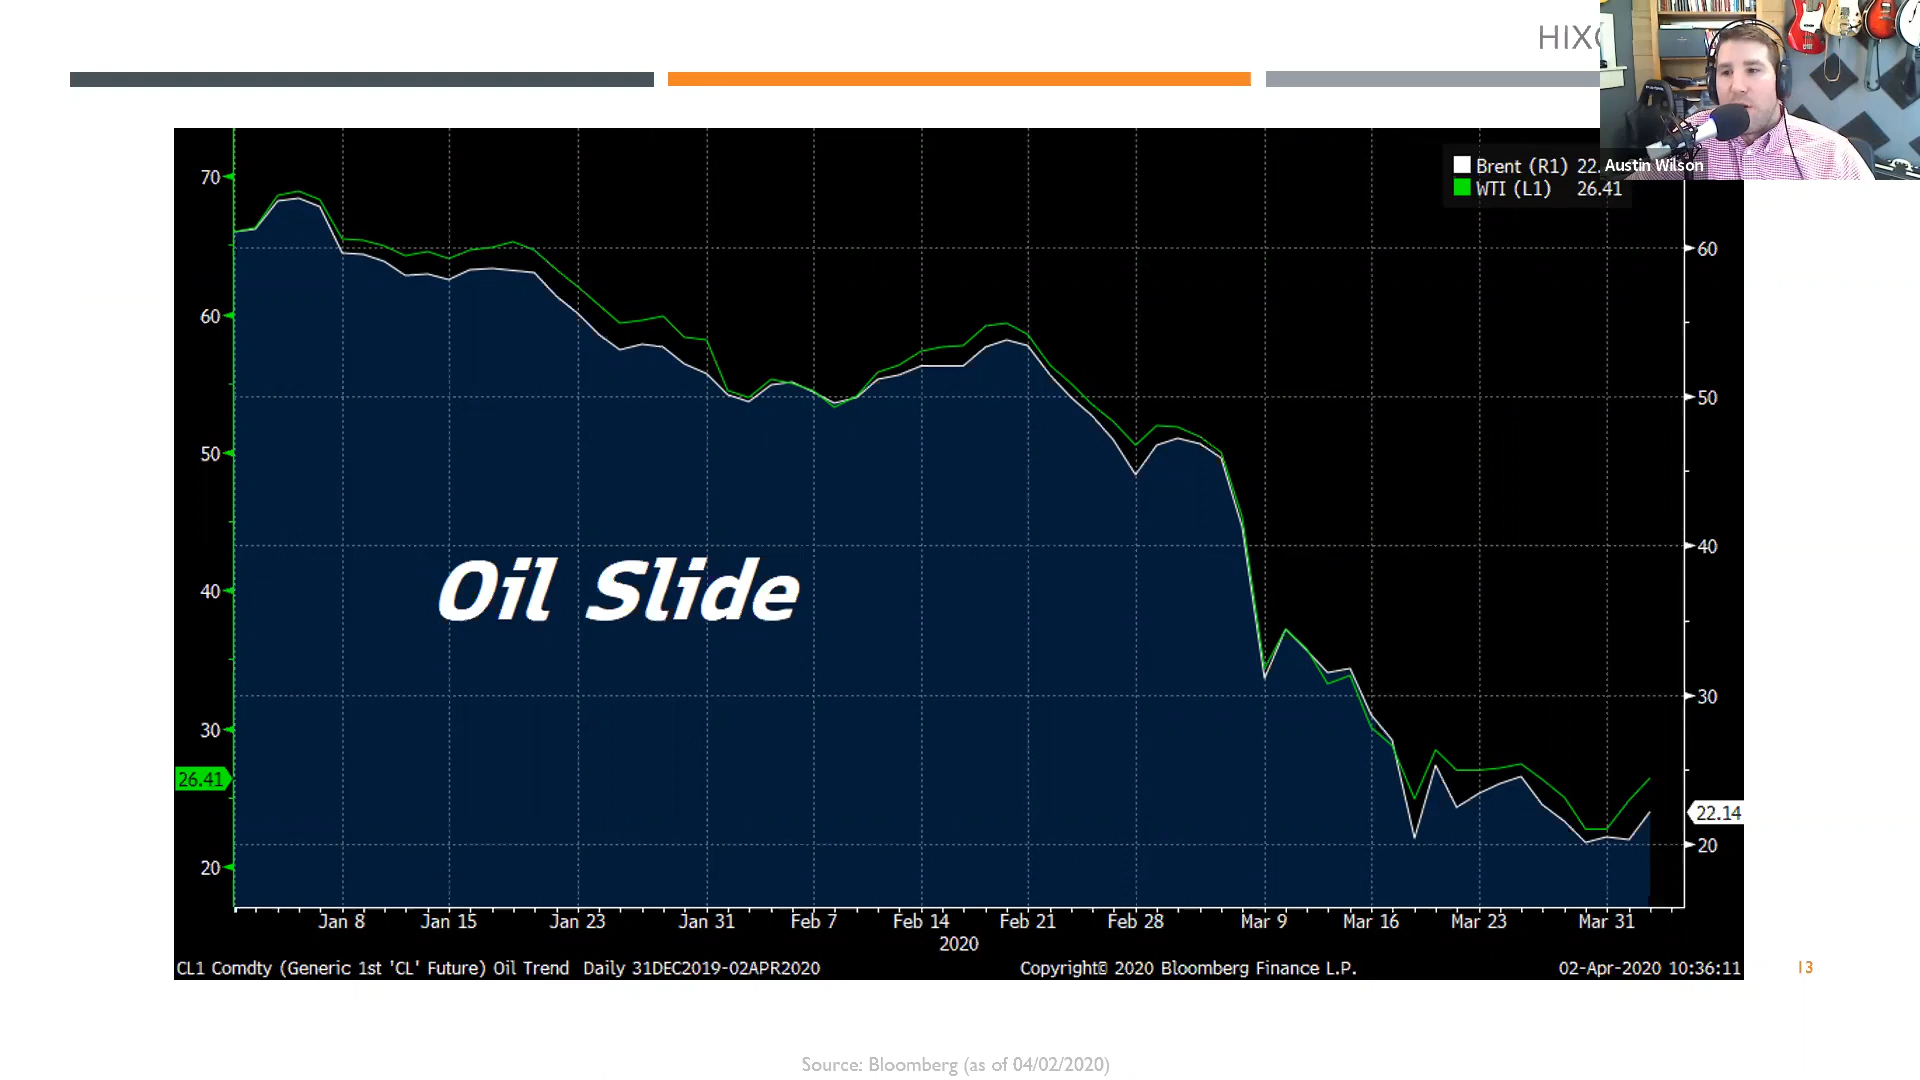 HIXO
Brent (R1) 22.
WTI (L1) 26.41
Austin Wilson
70
60
50
40
30
26.41
20
60
50
40
30
22.14
20
Oil Slide
Jan 8 Jan 15 Jan 23 Jan 31 Feb 7 Feb 14 Feb 21 Feb 28 Mar 9 Mar 16 Mar 23 Mar 31
2020
CL1 Comdty (Generic 1st 'CL' Future) Oil Trend Daily 31DEC2019-02APR2020 Copyright© 2020 Bloomberg Finance L.P. 02-Apr-2020 10:36:11
13
Source: Bloomberg (as of 04/02/2020)